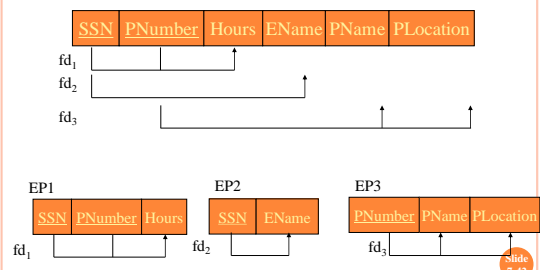 SSN PNumber Hours EName PName PLocation
fd1
fd2
fd3
EP1 EP2 EP3
SSN PNumber Hours SSN EName PNumber PName PLocation
fd1 fd2 fd3
Slide